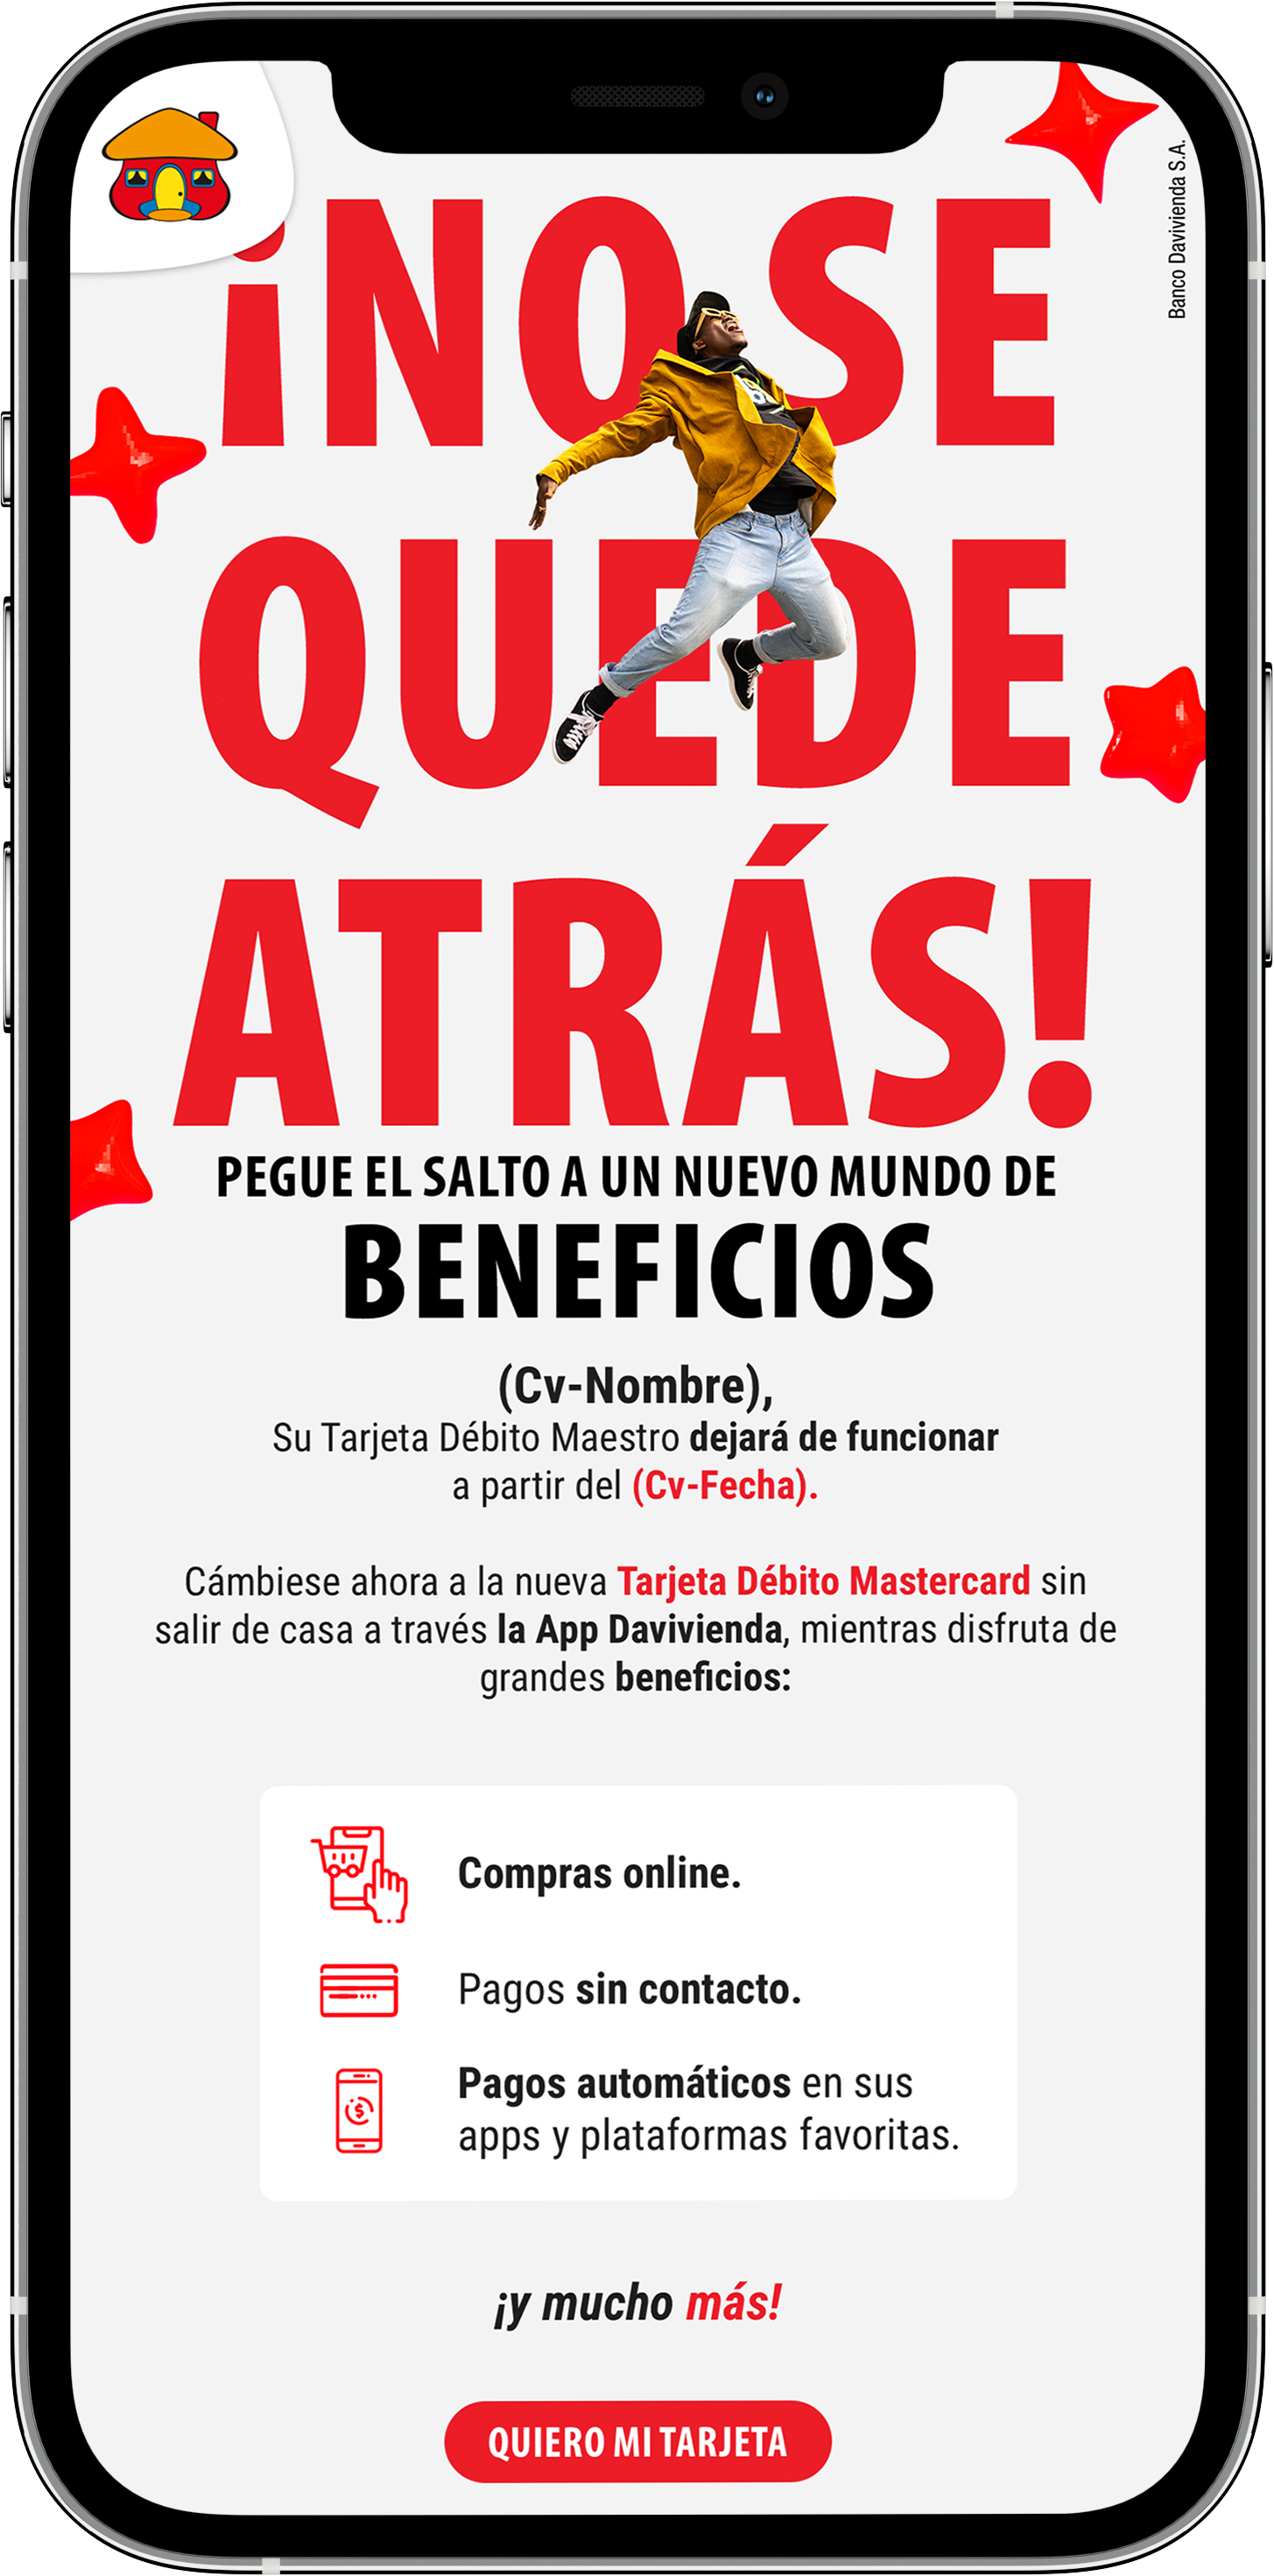 Banco Davivienda S.A.
¡NO SE
QUEDE
ATRÁS!
PEGUE EL SALTO A UN NUEVO MUNDO DE
BENEFICIOS
(Cv-Nombre),
Su Tarjeta Débito Maestro dejará de funcionar
a partir del (Cv-Fecha).
Cámbiese ahora a la nueva Tarjeta Débito Mastercard sin
salir de casa a través la App Davivienda, mientras disfruta de
grandes beneficios:
Compras online.
Pagos sin contacto.
Pagos automáticos en sus
apps y plataformas favoritas.
¡y mucho más!
QUIERO MI TARJETA